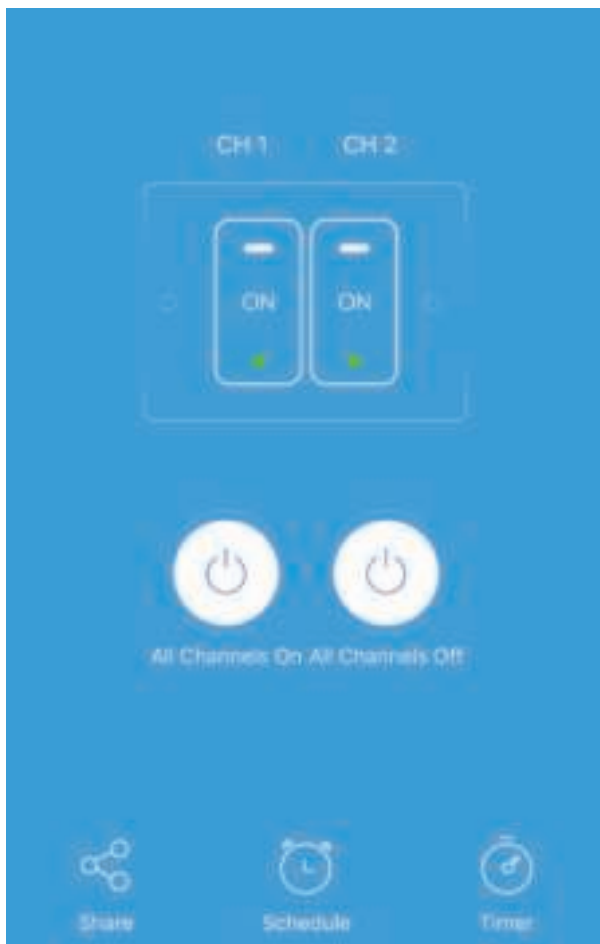 CH 1 CH 2
ON ON
All Channels On All Channels Off
Share Schedule Timer